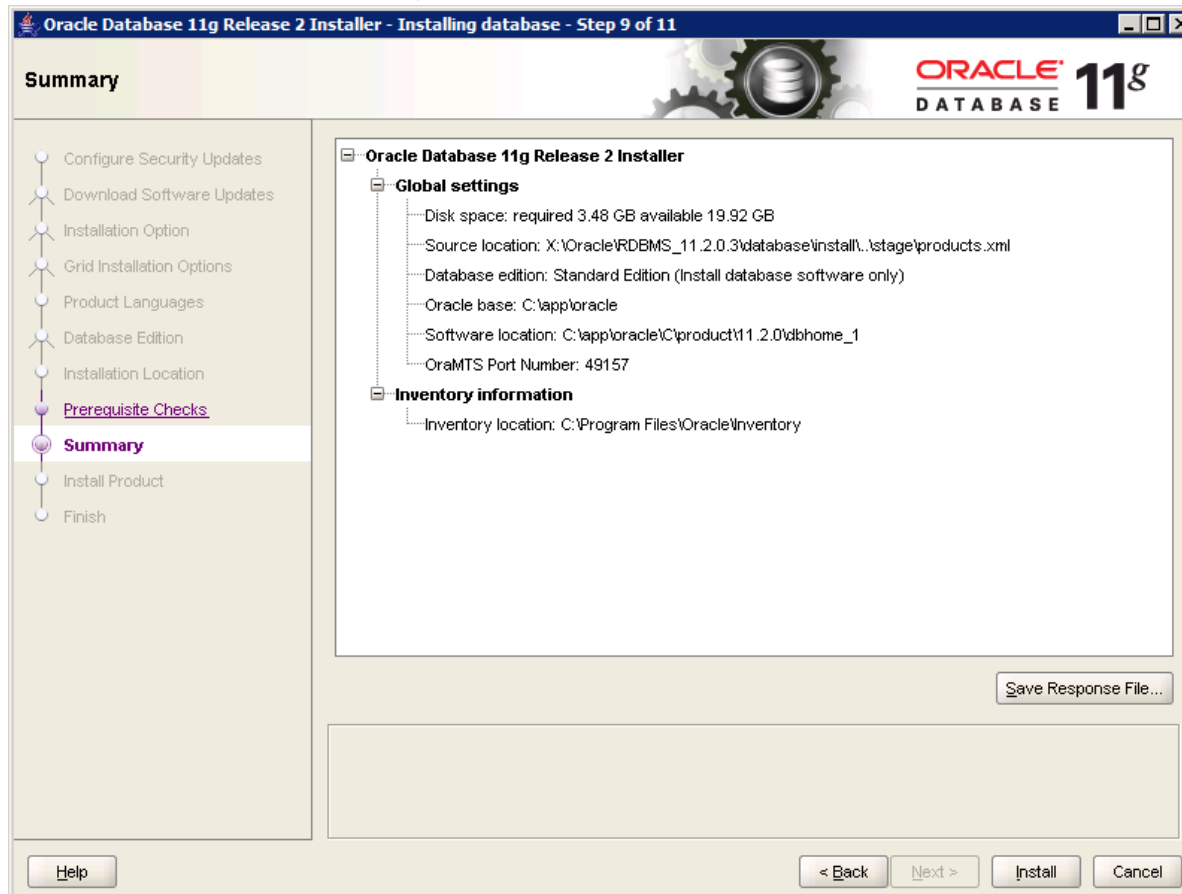 Oracle Database 11g Release 2 Installer - Installing database - Step 9 of 11
Summary
ORACLE DATABASE 11g
Configure Security Updates
Download Software Updates
Installation Option
Grid Installation Options
Product Languages
Database Edition
Installation Location
Prerequisite Checks
Summary
Install Product
Finish
Oracle Database 11g Release 2 Installer
Global settings
Disk space: required 3.48 GB available 19.92 GB
Source location: X:\Oracle\RDBMS_11.2.0.3\database\install\..\stage\products.xml
Database edition: Standard Edition (Install database software only)
Oracle base: C:\app\oracle
Software location: C:\app\oracle\C\product\11.2.0\dbhome_1
OraMTS Port Number: 49157
Inventory information
Inventory location: C:\Program Files\Oracle\Inventory
Save Response File...
Help
< Back
Next >
Install
Cancel